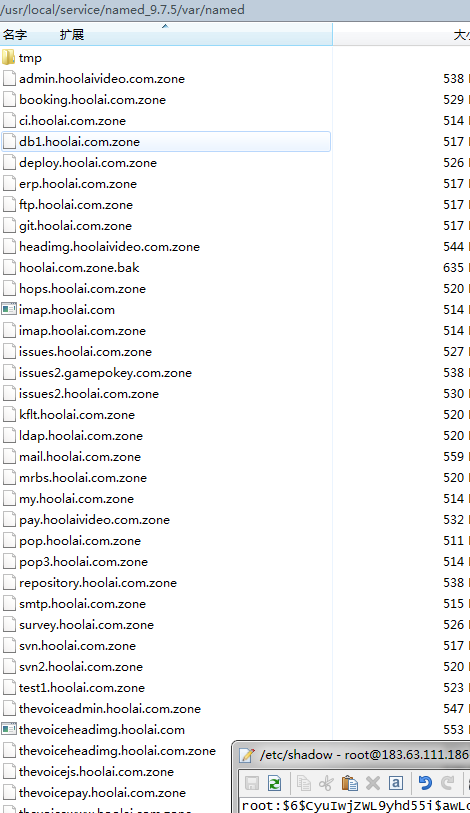 /usr/local/service/named_9.7.5/var/named
名字 扩展 大
tmp
admin.hoolaivideo.com.zone 538
booking.hoolai.com.zone 529
ci.hoolai.com.zone 514
db1.hoolai.com.zone 517
deploy.hoolai.com.zone 526
erp.hoolai.com.zone 517
ftp.hoolai.com.zone 517
git.hoolai.com.zone 517
headimg.hoolaivideo.com.zone 544
hoolai.com.zone.bak 635
hops.hoolai.com.zone 520
imap.hoolai.com 514
imap.hoolai.com.zone 514
issues.hoolai.com.zone 527
issues2.gamepokey.com.zone 538
issues2.hoolai.com.zone 530
kflt.hoolai.com.zone 520
ldap.hoolai.com.zone 520
mail.hoolai.com.zone 559
mrbs.hoolai.com.zone 520
my.hoolai.com.zone 514
pay.hoolaivideo.com.zone 532
pop.hoolai.com.zone 511
pop3.hoolai.com.zone 514
repository.hoolai.com.zone 538
smtp.hoolai.com.zone 515
survey.hoolai.com.zone 526
svn.hoolai.com.zone 517
svn2.hoolai.com.zone 520
test1.hoolai.com.zone 523
thevoiceadmin.hoolai.com.zone 547
thevoiceheadimg.hoolai.com 553
thevoiceheadimg.hoolai.com.zone
thevoicejs.hoolai.com.zone
thevoicepay.hoolai.com.zone
/etc/shadow - root@183.63.111.186
root:$6$CyuIwjZWL9yhd55i$awLc